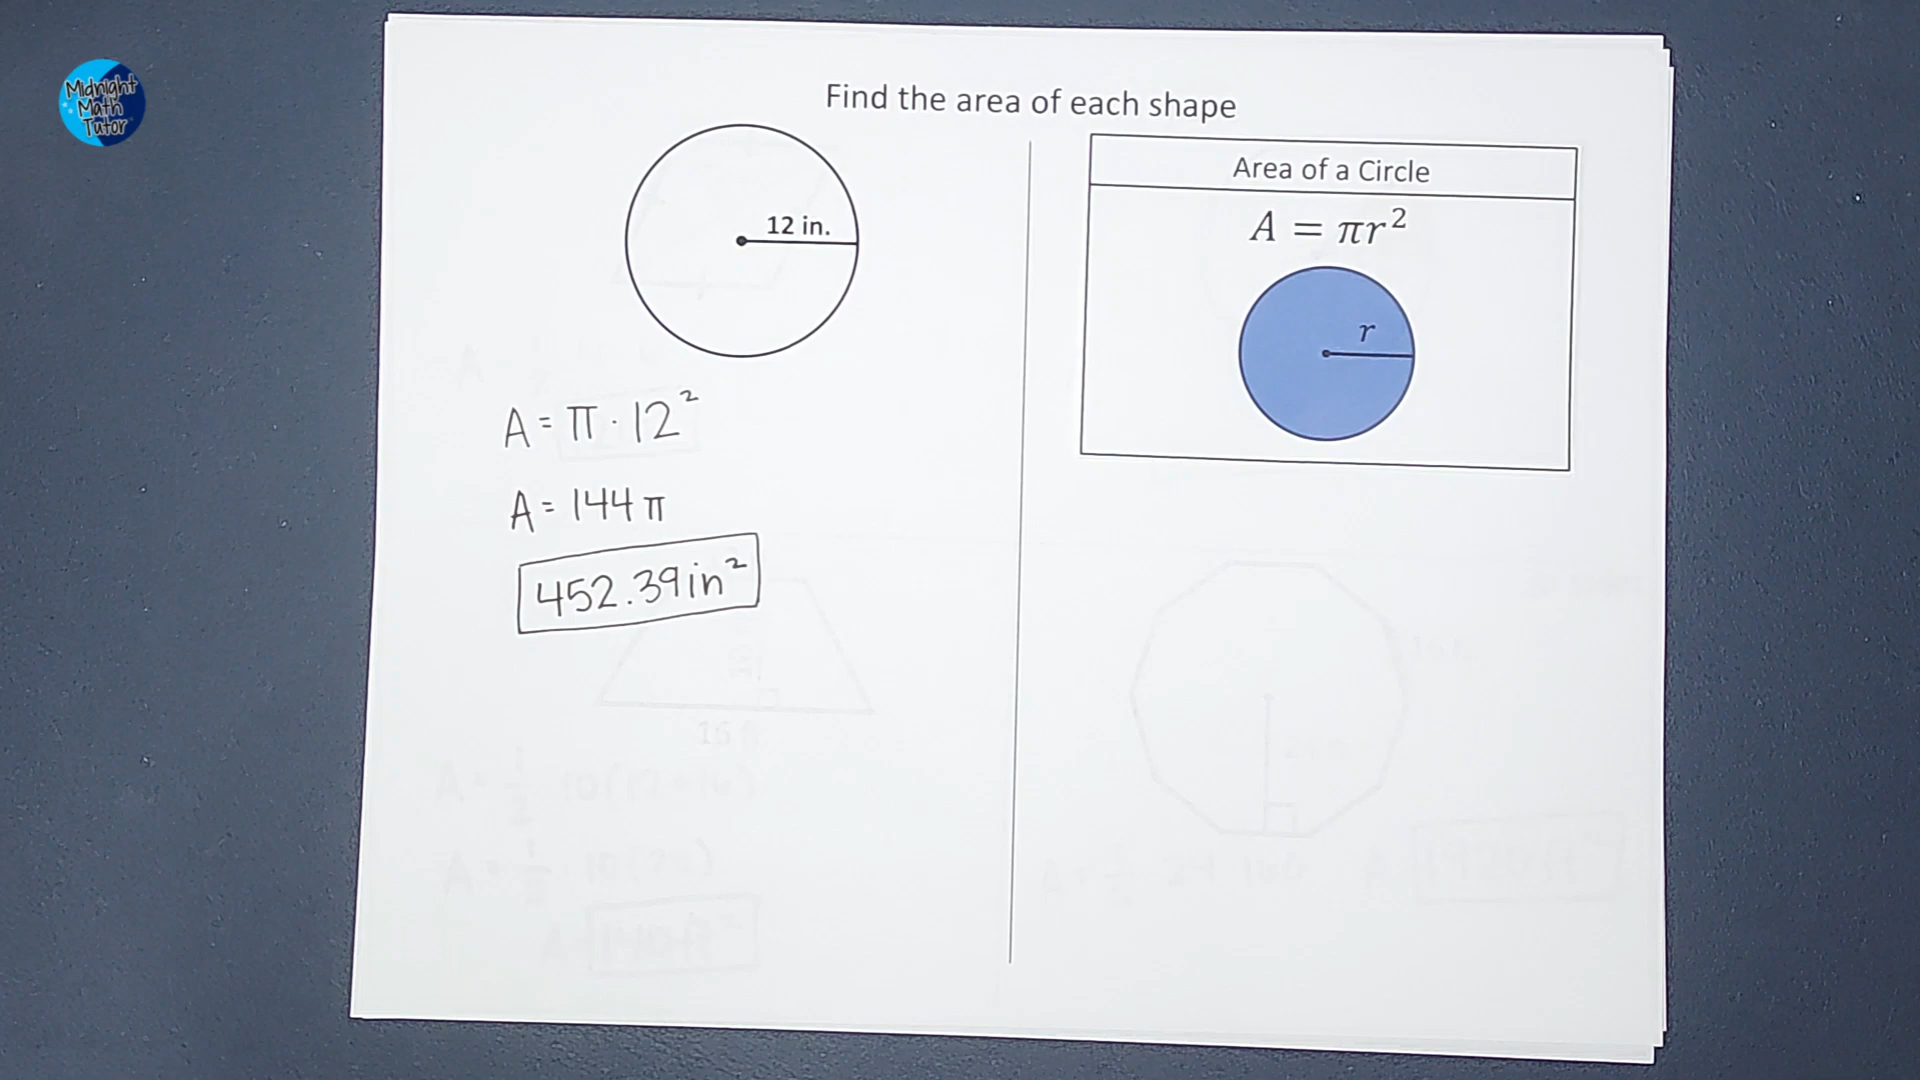 Midnight
Math
Tutor
Find the area of each shape
12 in.
A = π · 12²
A = 144 π
452.39 in²
Area of a Circle
A = πr²
r